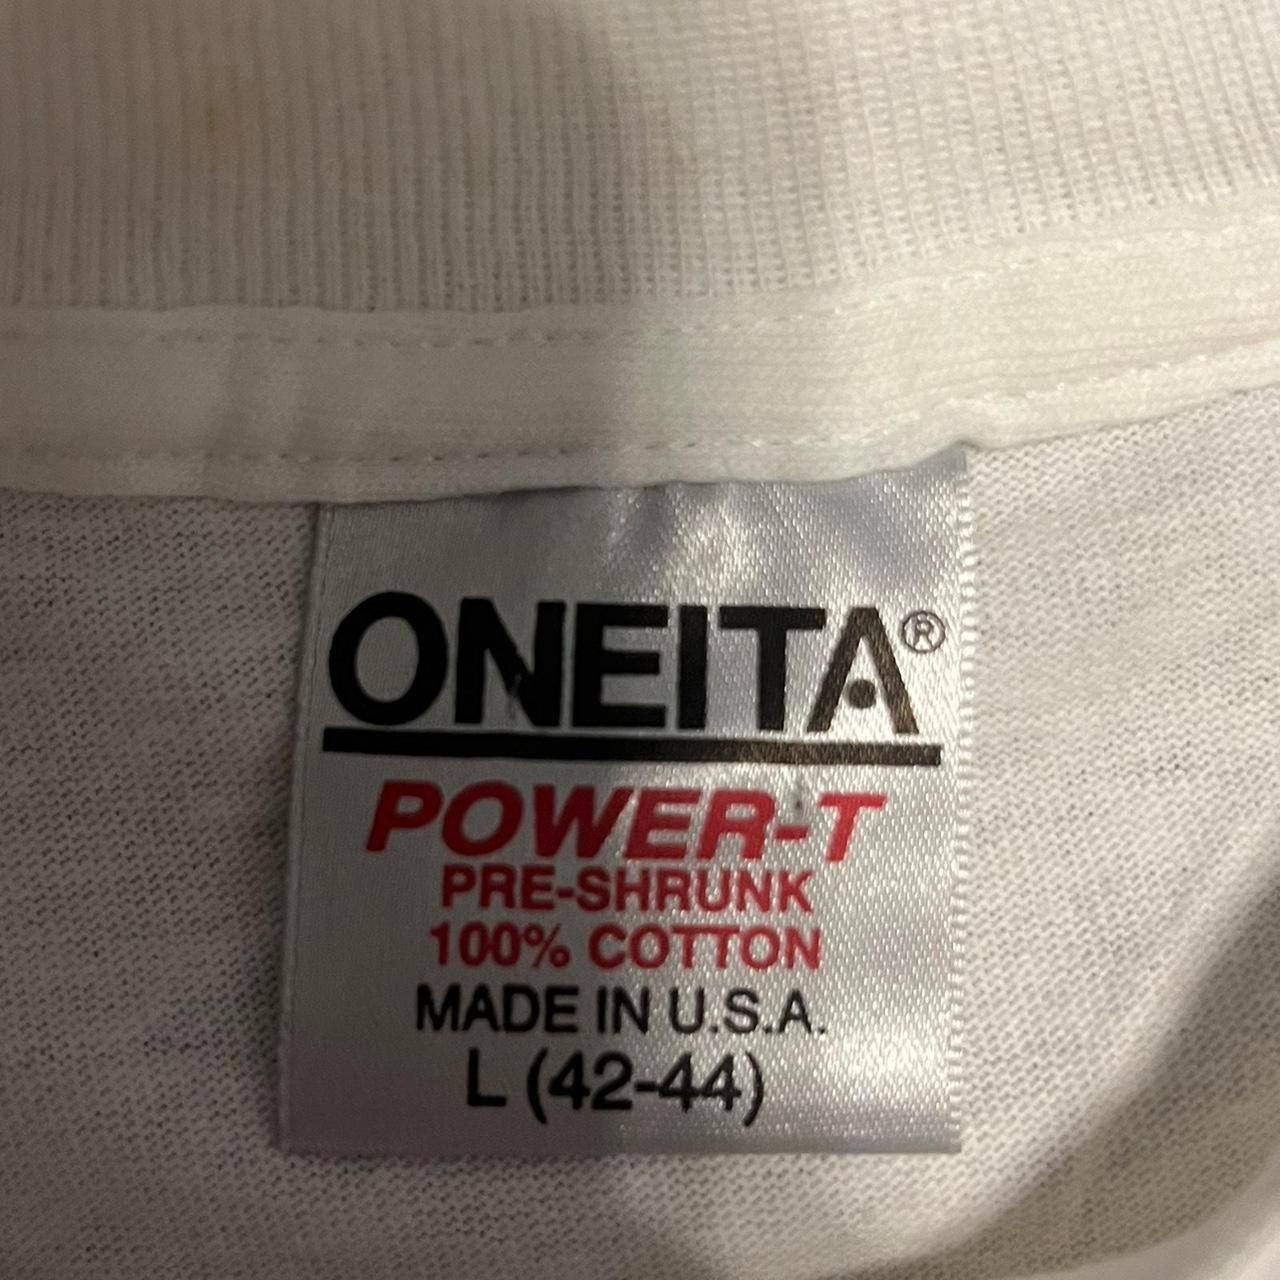 ONEITA®
POWER-T
PRE-SHRUNK
100% COTTON
MADE IN U.S.A.
L (42-44)